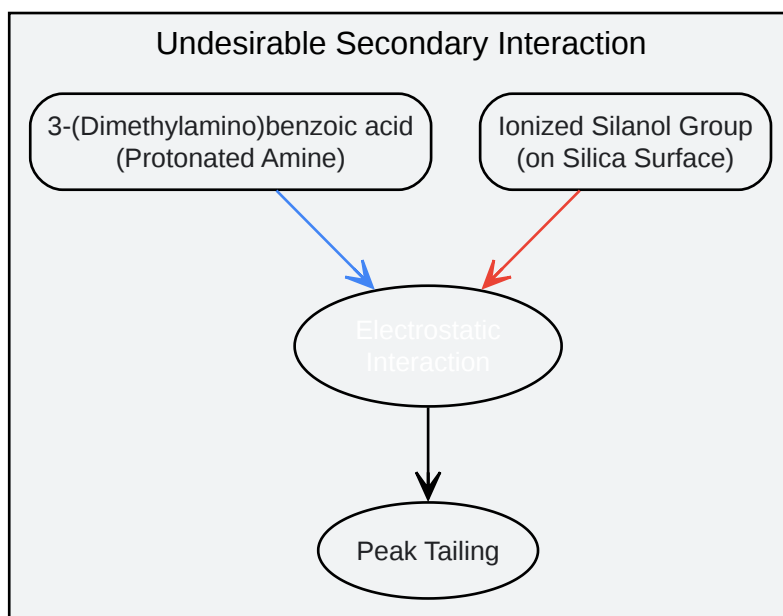 Undesirable Secondary Interaction
3-(Dimethylamino)benzoic acid
(Protonated Amine)
Ionized Silanol Group
(on Silica Surface)
Electrostatic
Interaction
Peak Tailing